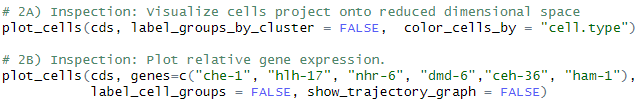 # 2A) Inspection: Visualize cells project onto reduced dimensional space
plot_cells(cds, label_groups_by_cluster = FALSE,  color_cells_by = "cell.type")
# 2B) Inspection: Plot relative gene expression.
plot_cells(cds, genes=c("che-1", "hlh-17", "nhr-6", "dmd-6","ceh-36", "ham-1"),
           label_cell_groups = FALSE, show_trajectory_graph = FALSE)